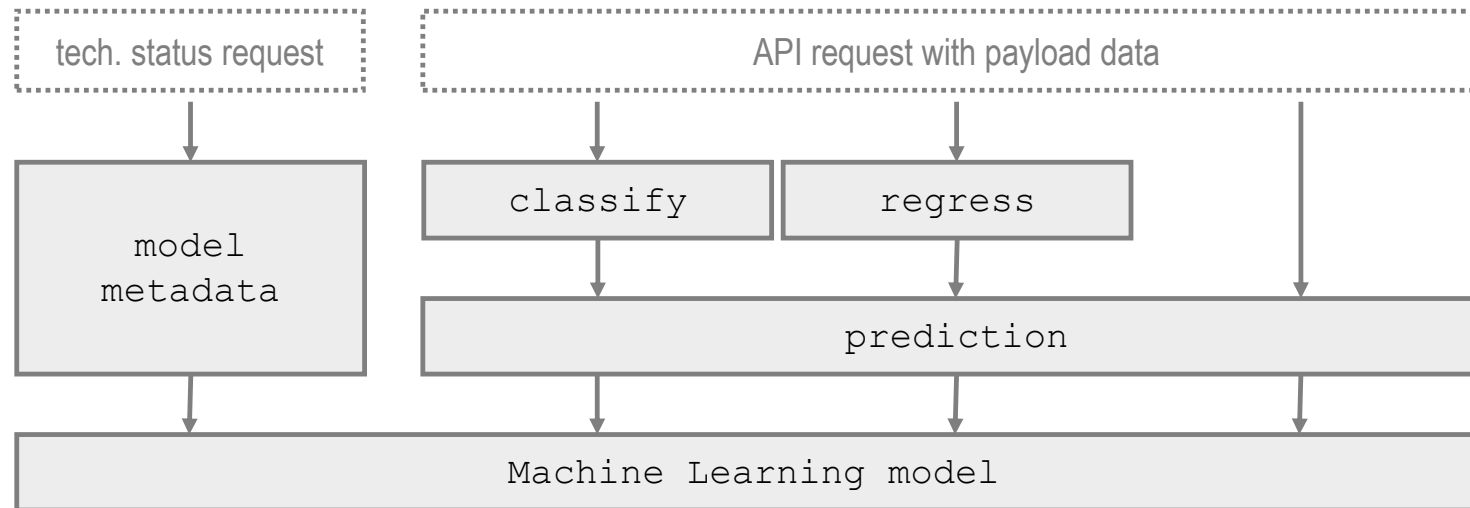 tech. status request
API request with payload data
classify
regress
model
metadata
prediction
Machine Learning model